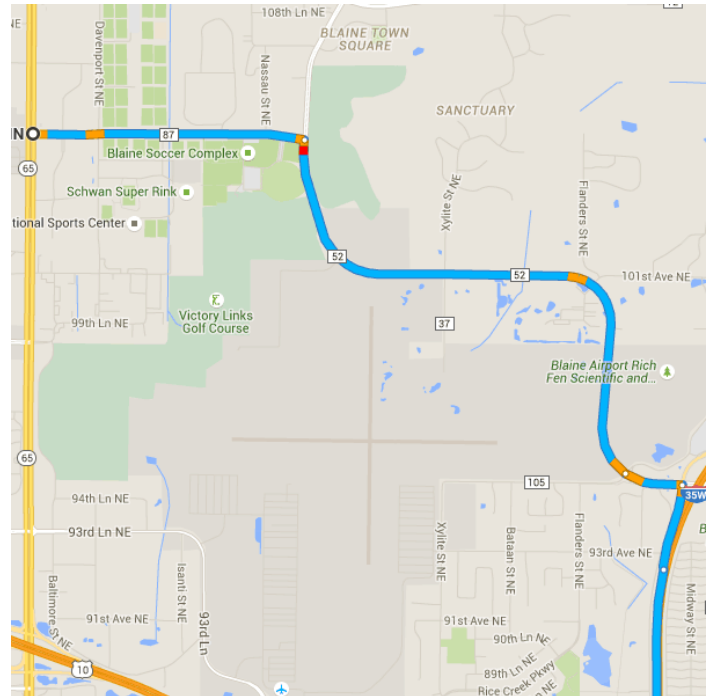 108th Ln NE
Davenport St NE
BLAINE TOWN
SQUARE
Nassau St NE
SANCTUARY
IN
87
Blaine Soccer Complex
65
Schwan Super Rink
Xylite St NE
Flanders St NE
tional Sports Center
52
52
101st Ave NE
Victory Links
Golf Course
99th Ln NE
37
Blaine Airport Rich
Fen Scientific and...
65
105
35W
94th Ln NE
93rd Ln NE
Xylite St NE
Bataan St NE
Flanders St NE
93rd Ave NE
B
Baltimore St NE
Isanti St NE
93rd Ln
91st Ave NE
91st Ave NE
Midway St NE
90th Ln NE
10
89th Ln NE
Rice Creek Pkwy